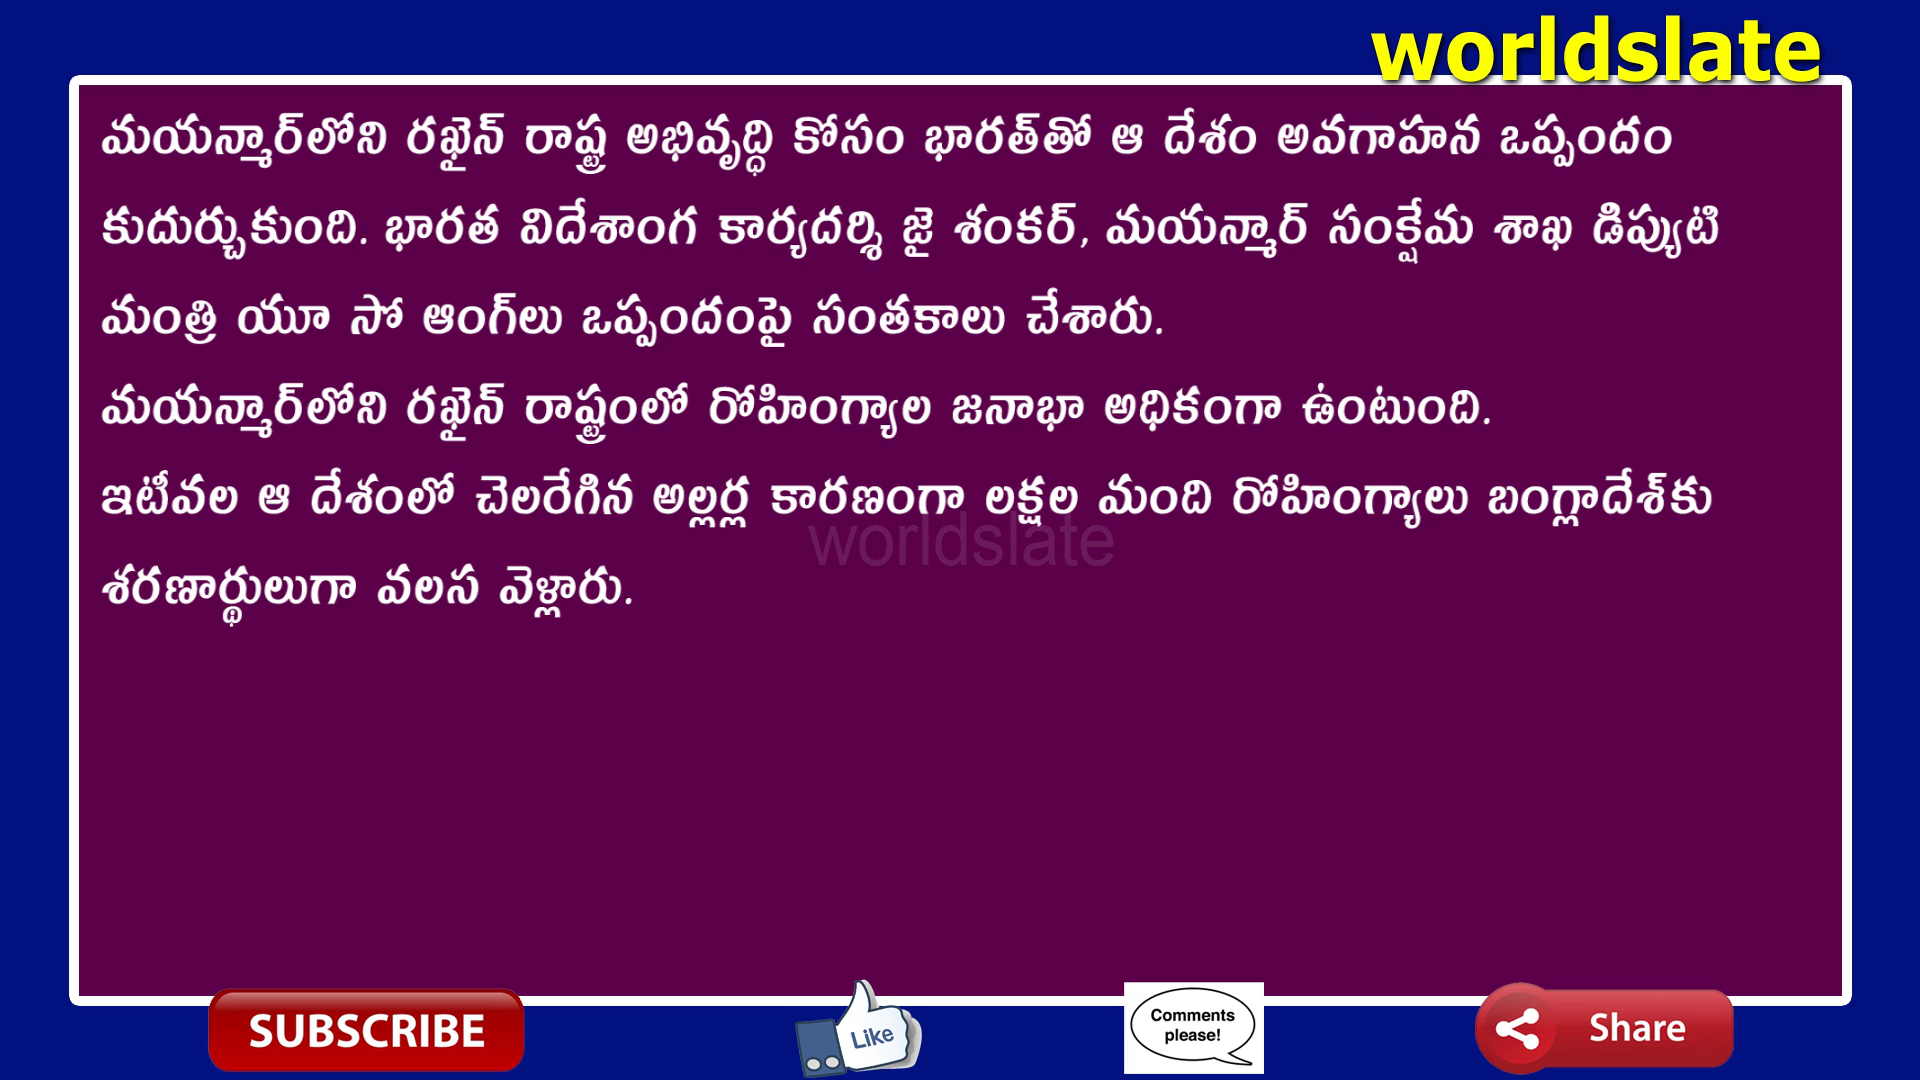 worldslate
మయన్మార్‌లోని రఖైన్ రాష్ట్ర అభివృద్ధి కోసం భారత్‌తో ఆ దేశం అవగాహన ఒప్పందం
కుదుర్చుకుంది. భారత విదేశాంగ కార్యదర్శి జై శంకర్, మయన్మార్ సంక్షేమ శాఖ డిప్యుటి
మంత్రి యూ సో ఆంగ్‌లు ఒప్పందంపై సంతకాలు చేశారు.
మయన్మార్‌లోని రఖైన్ రాష్ట్రంలో రోహింగ్యాల జనాభా అధికంగా ఉంటుంది.
ఇటీవల ఆ దేశంలో చెలరేగిన అల్లర్ల కారణంగా లక్షల మంది రోహింగ్యాలు బంగ్లాదేశ్‌కు
worldslate
శరణార్థులుగా వలస వెళ్లారు.
SUBSCRIBE
Like
Comments
please!
Share